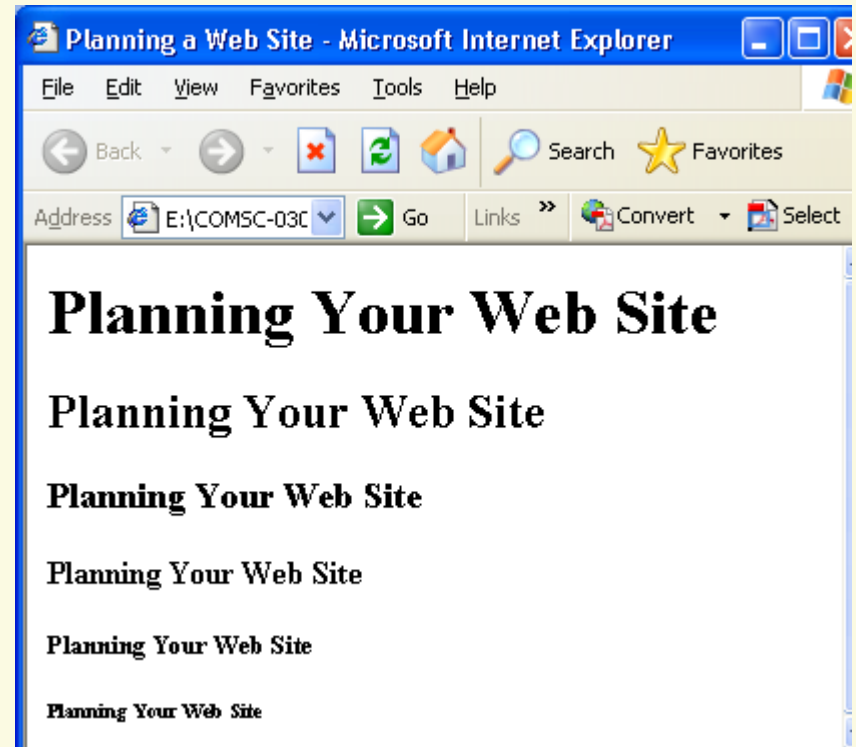 Planning a Web Site - Microsoft Internet Explorer
File Edit View Favorites Tools Help
Back Search Favorites
Address E:\COMSC-030 Go Links » Convert Select
Planning Your Web Site
Planning Your Web Site
Planning Your Web Site
Planning Your Web Site
Planning Your Web Site
Planning Your Web Site